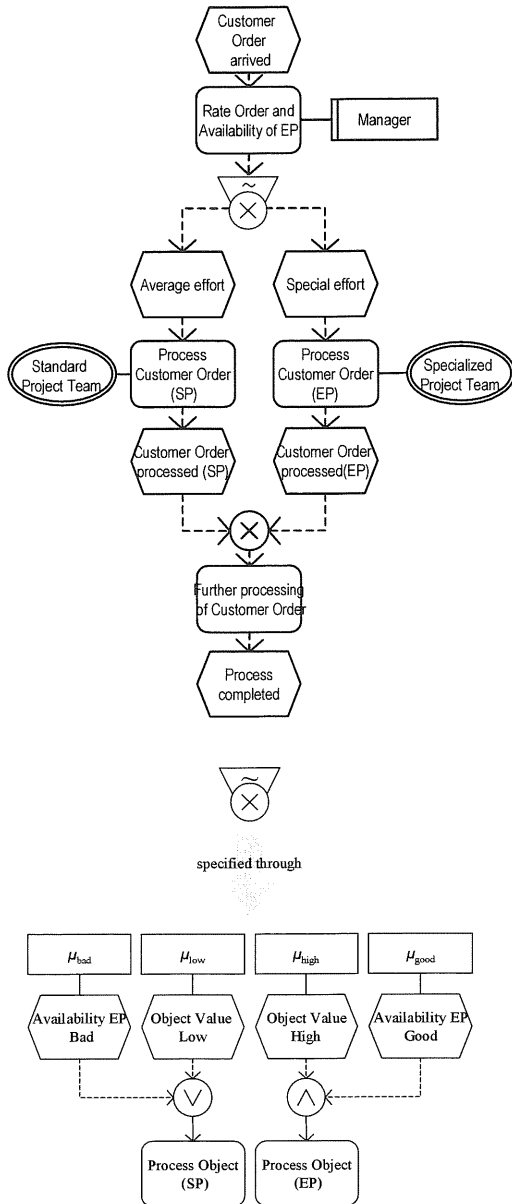 Customer
Order
arrived
Rate Order and
Availability of EP
Manager
~
×
Average effort
Special effort
Standard
Project Team
Process
Customer Order
(SP)
Process
Customer Order
(EP)
Specialized
Project Team
Customer Order
processed (SP)
Customer Order
processed(EP)
×
Further processing
of Customer Order
Process
completed
~
×
specified through
μbad
μlow
μhigh
μgood
Availability EP
Bad
Object Value
Low
Object Value
High
Availability EP
Good
∨
∧
Process Object
(SP)
Process Object
(EP)